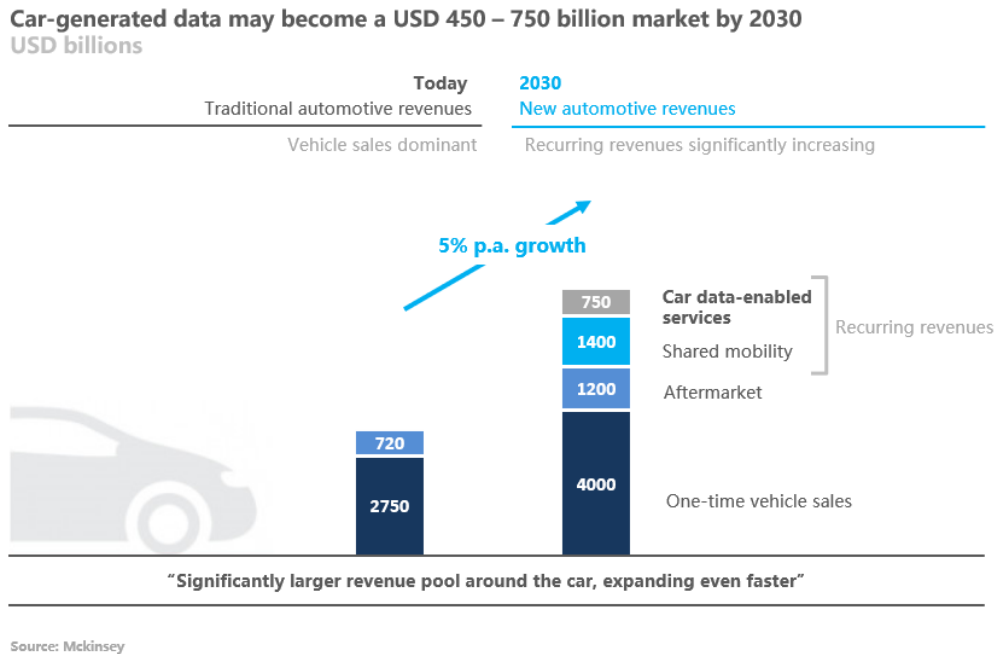 Car-generated data may become a USD 450 – 750 billion market by 2030
USD billions
Today
Traditional automotive revenues
Vehicle sales dominant
2030
New automotive revenues
Recurring revenues significantly increasing
5% p.a. growth
720
2750
750
1400
1200
4000
Car data-enabled
services
Shared mobility
Aftermarket
One-time vehicle sales
Recurring revenues
“Significantly larger revenue pool around the car, expanding even faster”
Source: Mckinsey